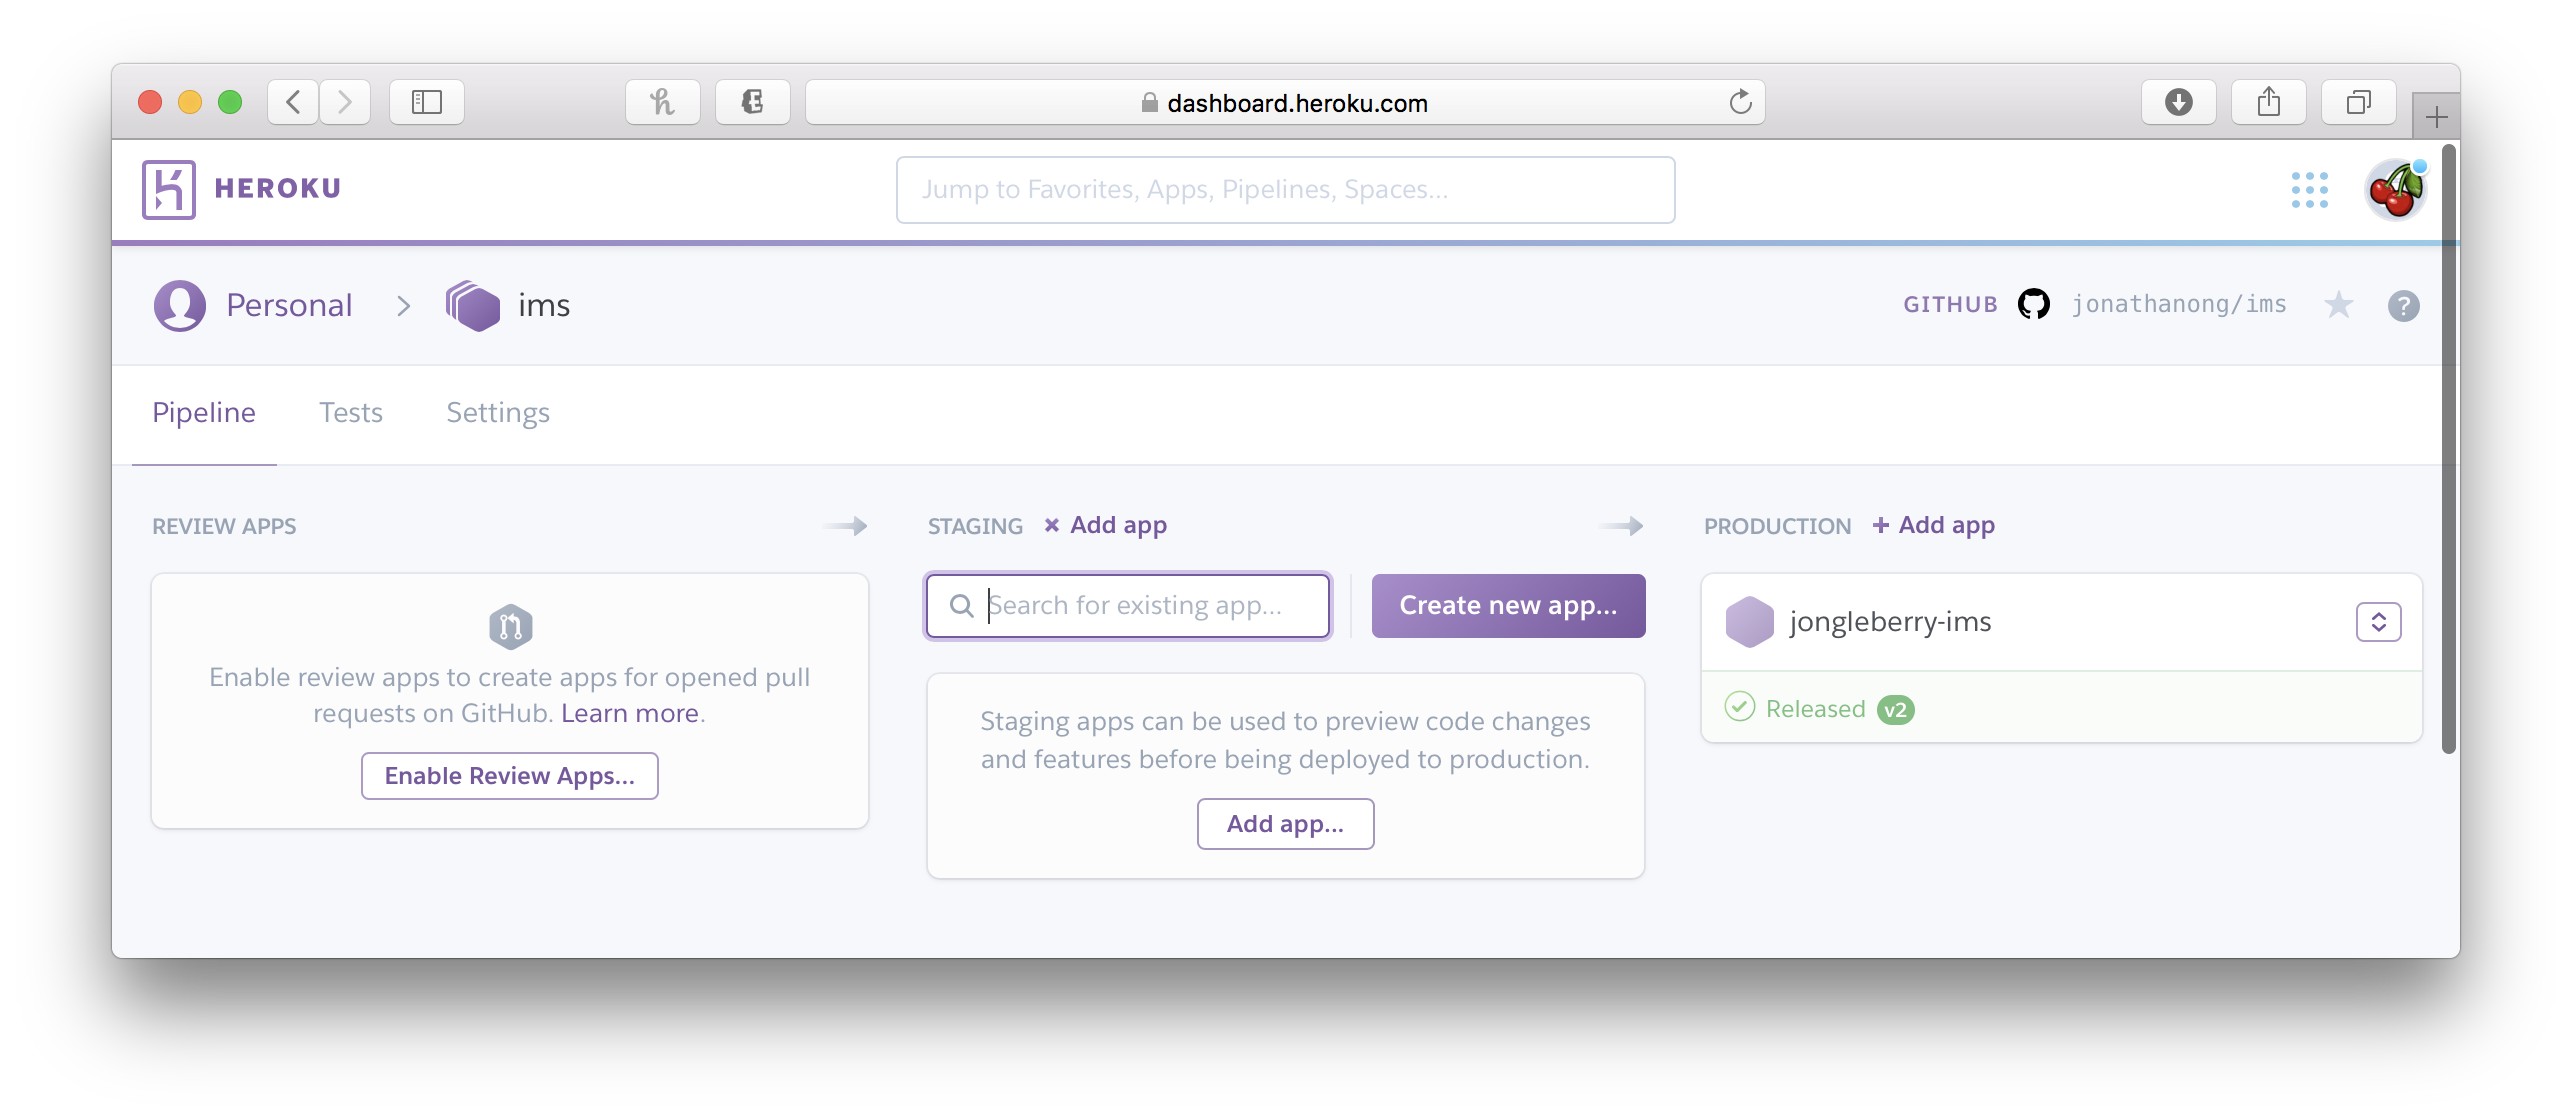 dashboard.heroku.com
HEROKU
Jump to Favorites, Apps, Pipelines, Spaces...
Personal > ims
GITHUB jonathanong/ims
Pipeline Tests Settings
REVIEW APPS
Enable review apps to create apps for opened pull
requests on GitHub. Learn more.
Enable Review Apps...
STAGING × Add app
Search for existing app...
Create new app...
Staging apps can be used to preview code changes
and features before being deployed to production.
Add app...
PRODUCTION + Add app
jongleberry-ims
Released v2